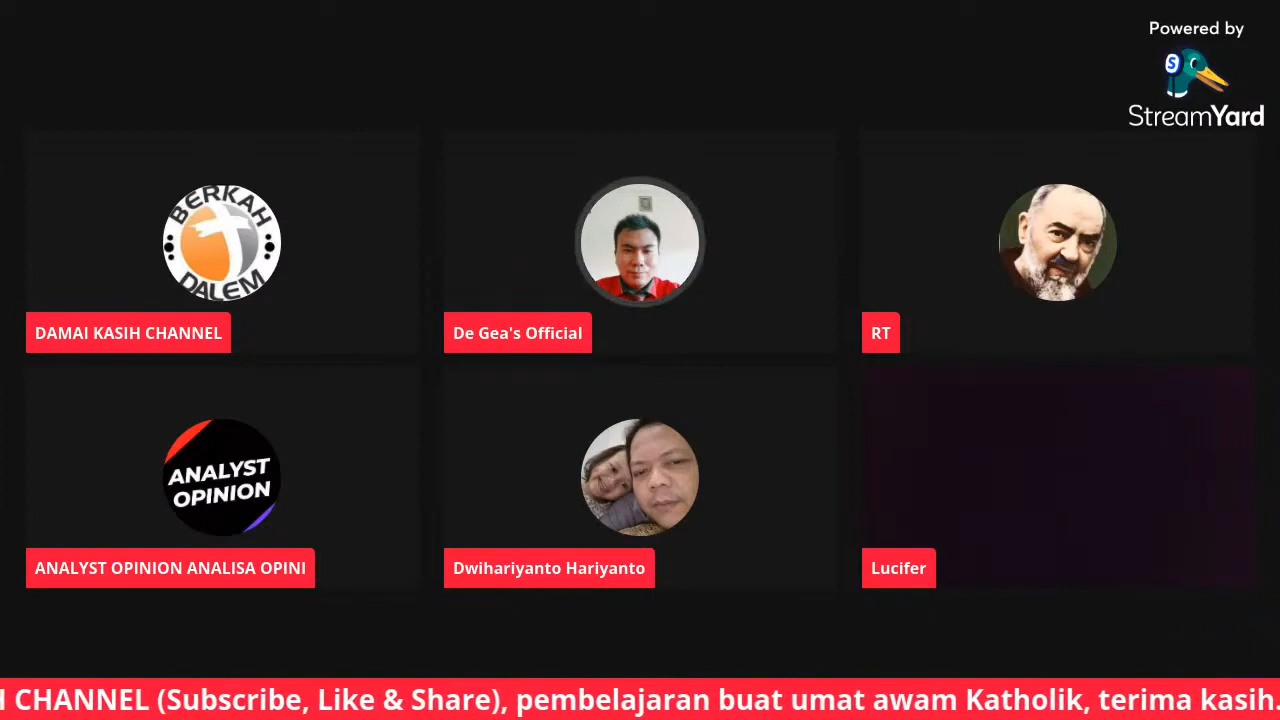 Powered by
S
StreamYard
BERKAH
DALEM
DAMAI KASIH CHANNEL
De Gea's Official
RT
ANALYST
OPINION
ANALYST OPINION ANALISA OPINI
Dwihariyanto Hariyanto
Lucifer
H CHANNEL (Subscribe, Like & Share), pembelajaran buat umat awam Katholik, terima kasih.